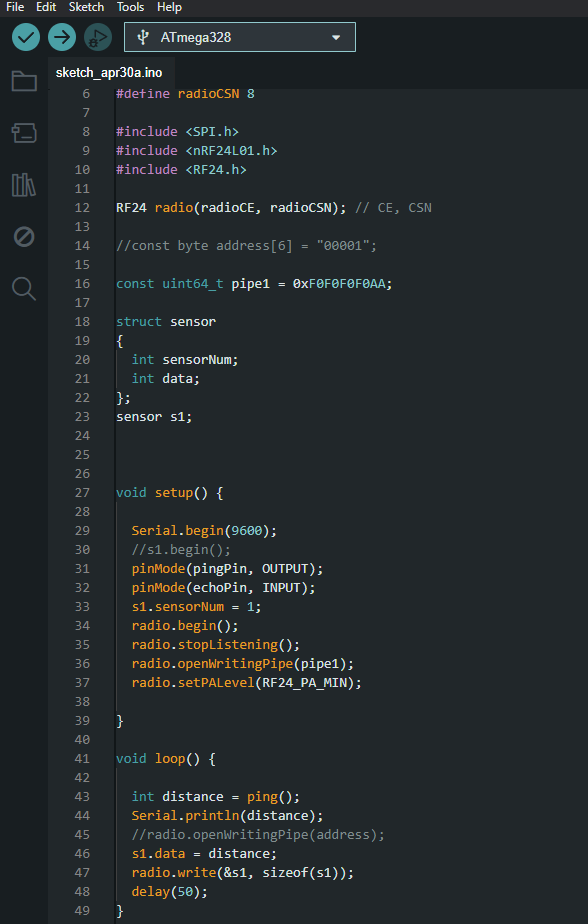 File Edit Sketch Tools Help
ATmega328
sketch_apr30a.ino
6 #define radioCSN 8
7
8 #include <SPI.h>
9 #include <nRF24L01.h>
10 #include <RF24.h>
11
12 RF24 radio(radioCE, radioCSN); // CE, CSN
13
14 //const byte address[6] = "00001";
15
16 const uint64_t pipe1 = 0xF0F0F0F0AA;
17
18 struct sensor
19 {
20 int sensorNum;
21 int data;
22 };
23 sensor s1;
24
25
26
27 void setup() {
28
29 Serial.begin(9600);
30 //s1.begin();
31 pinMode(pingPin, OUTPUT);
32 pinMode(echoPin, INPUT);
33 s1.sensorNum = 1;
34 radio.begin();
35 radio.stopListening();
36 radio.openWritingPipe(pipe1);
37 radio.setPALevel(RF24_PA_MIN);
38
39 }
40
41 void loop() {
42
43 int distance = ping();
44 Serial.println(distance);
45 //radio.openWritingPipe(address);
46 s1.data = distance;
47 radio.write(&s1, sizeof(s1));
48 delay(50);
49 }